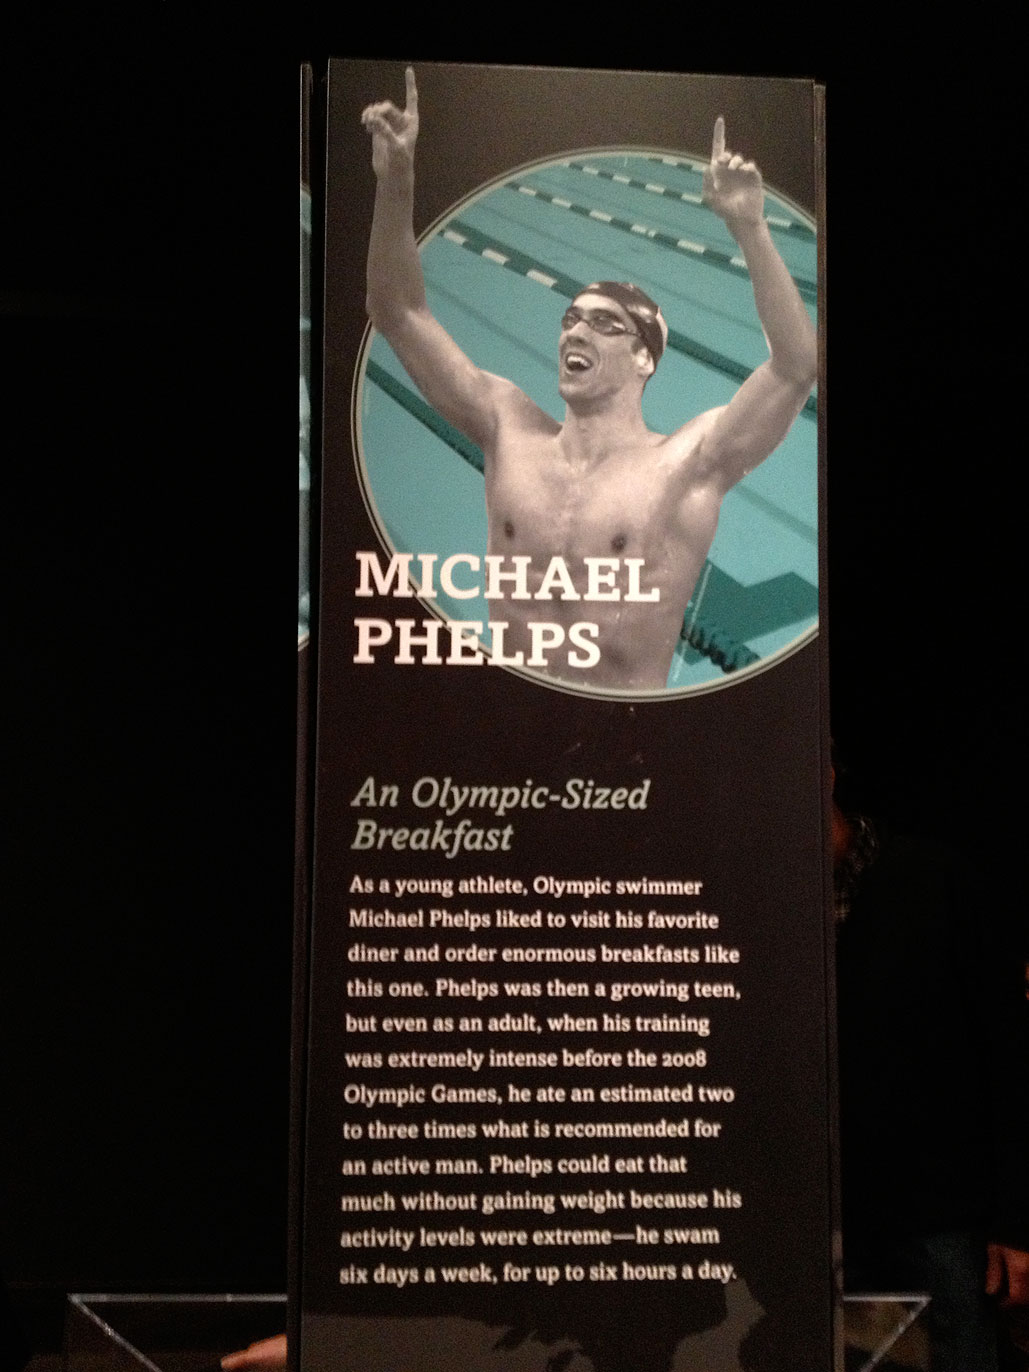 MICHAEL
PHELPS
An Olympic-Sized
Breakfast
As a young athlete, Olympic swimmer
Michael Phelps liked to visit his favorite
diner and order enormous breakfasts like
this one. Phelps was then a growing teen,
but even as an adult, when his training
was extremely intense before the 2008
Olympic Games, he ate an estimated two
to three times what is recommended for
an active man. Phelps could eat that
much without gaining weight because his
activity levels were extreme—he swam
six days a week, for up to six hours a day.